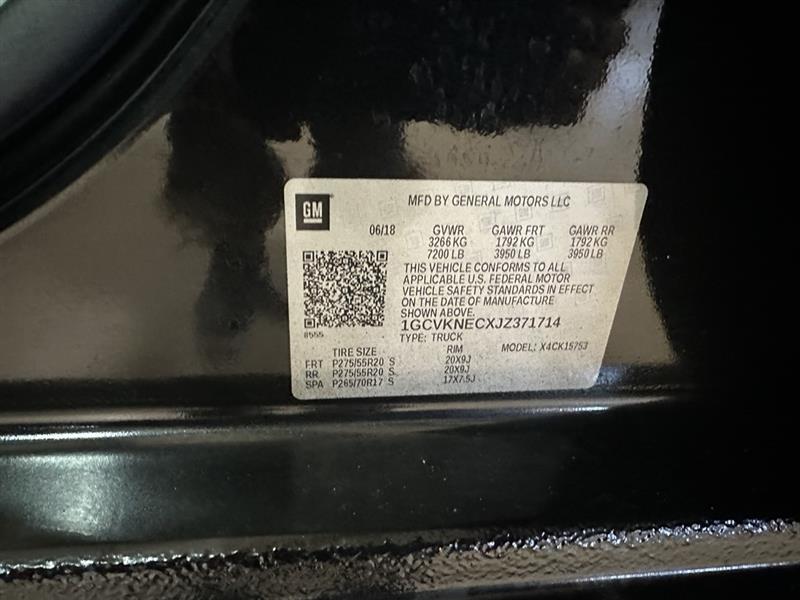 GM
MFD BY GENERAL MOTORS LLC
06/18 GVWR GAWR FRT GAWR RR
3266 KG 1792 KG 1792 KG
7200 LB 3950 LB 3950 LB
THIS VEHICLE CONFORMS TO ALL
APPLICABLE U.S. FEDERAL MOTOR
VEHICLE SAFETY STANDARDS IN EFFECT
ON THE DATE OF MANUFACTURE
SHOWN ABOVE.
8555
1GCVKNECXJZ371714
TYPE: TRUCK
MODEL: X4CK15753
TIRE SIZE RIM
FRT P275/55R20 S 20X9J
RR P275/55R20 S 20X9J
SPA P265/70R17 S 17X7.5J